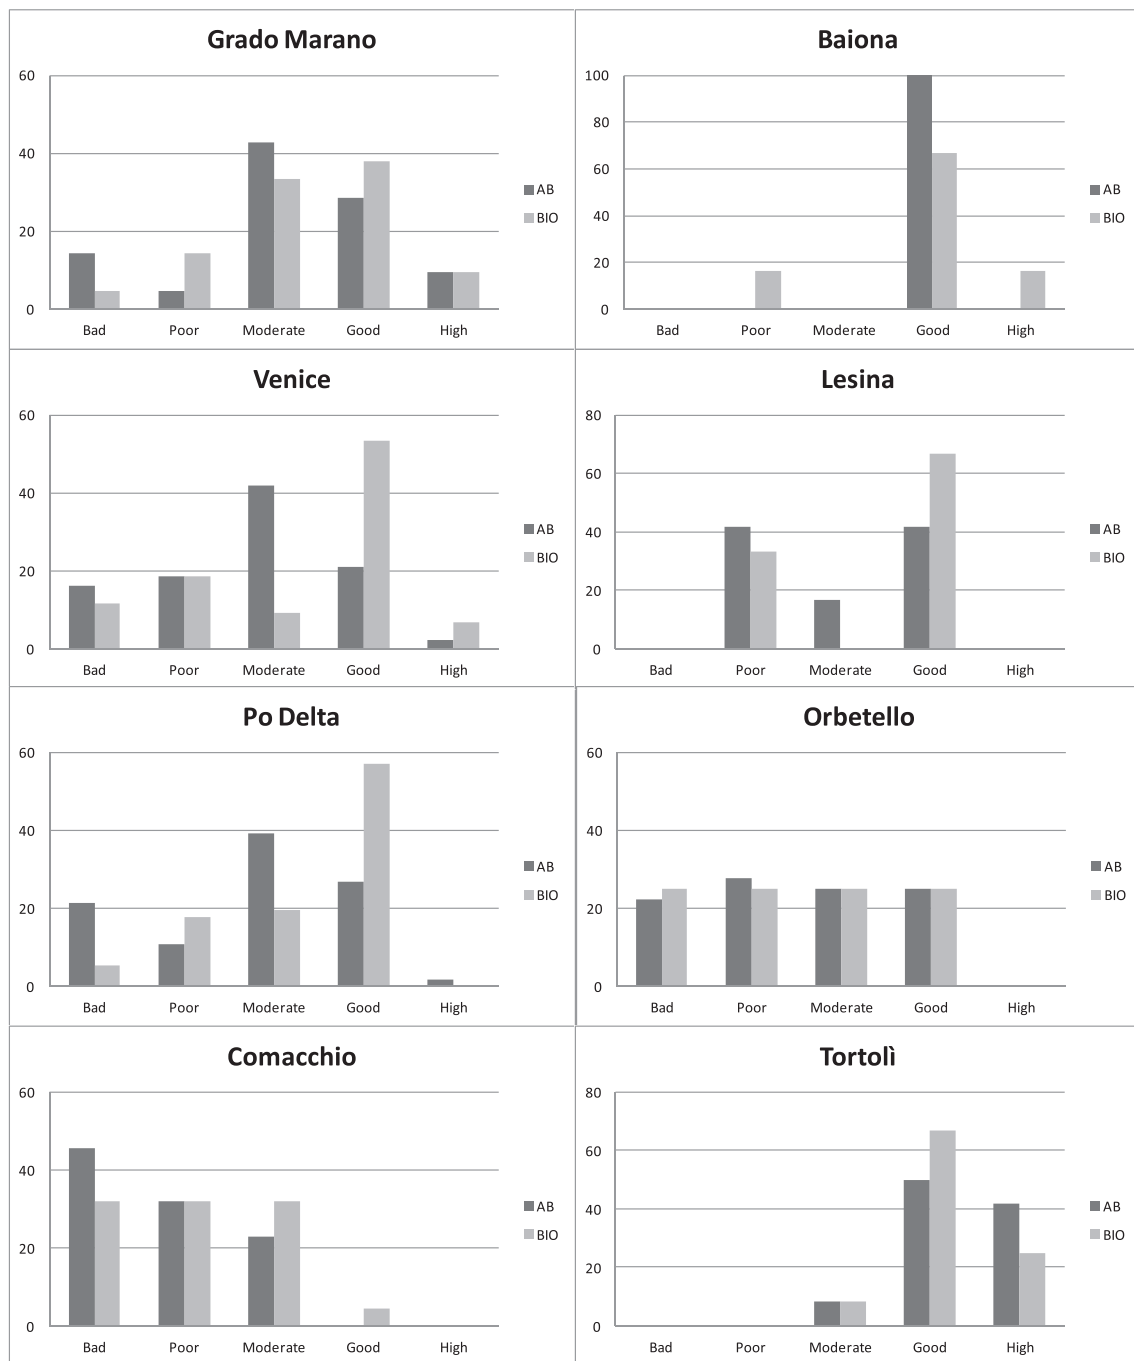 Grado Marano
60
40
20
0
Bad Poor Moderate Good High
AB
BIO
Baiona
100
80
60
40
20
0
Bad Poor Moderate Good High
AB
BIO
Venice
60
40
20
0
Bad Poor Moderate Good High
AB
BIO
Lesina
80
60
40
20
0
Bad Poor Moderate Good High
AB
BIO
Po Delta
60
40
20
0
Bad Poor Moderate Good High
AB
BIO
Orbetello
60
40
20
0
Bad Poor Moderate Good High
AB
BIO
Comacchio
60
40
20
0
Bad Poor Moderate Good High
AB
BIO
Tortolì
80
60
40
20
0
Bad Poor Moderate Good High
AB
BIO